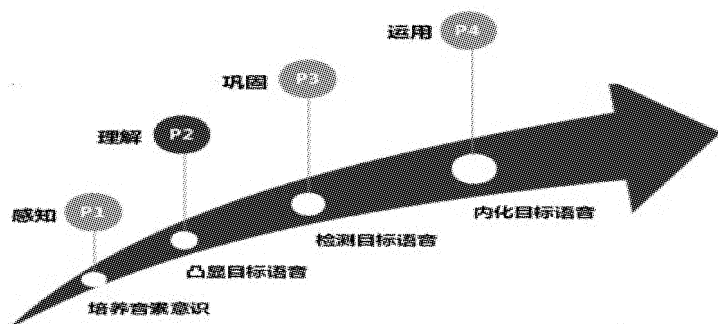 运用 P4
巩固 P3
理解 P2
感知 P1
内化目标语音
检测目标语音
凸显目标语音
培养音素意识